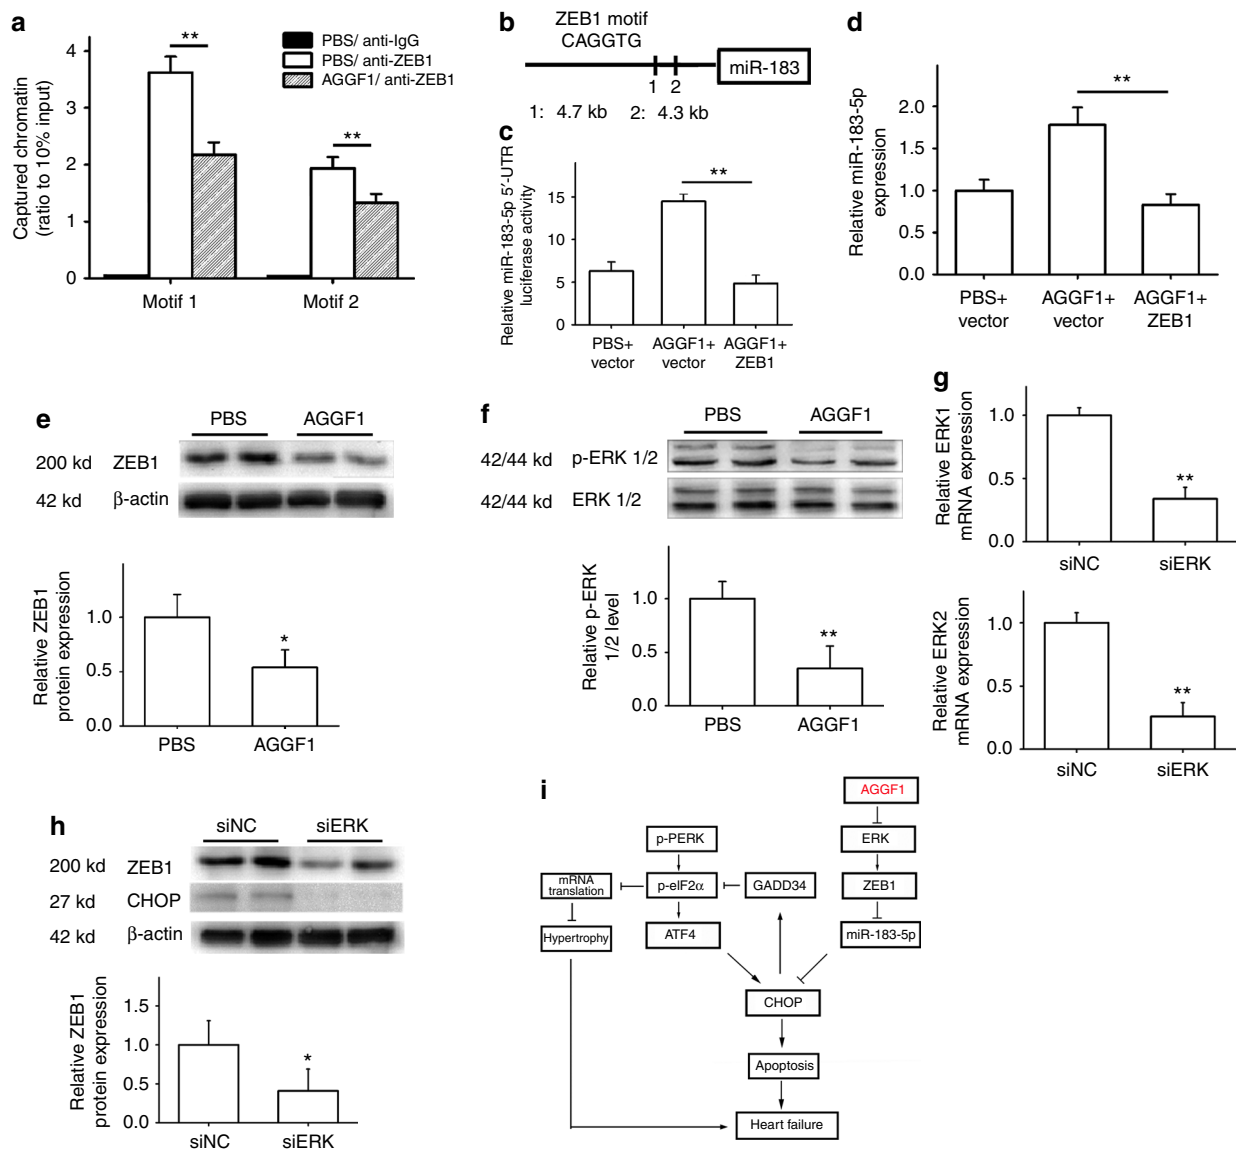 a
Captured chromatin
(ratio to 10% input)
4
3
2
1
0
**
**
PBS/ anti-IgG
PBS/ anti-ZEB1
AGGF1/ anti-ZEB1
Motif 1
Motif 2
b
ZEB1 motif
CAGGTG
miR-183
1 2
1: 4.7 kb 2: 4.3 kb
c
Relative miR-183-5p 5′-UTR
luciferase activity
15
10
5
0
**
PBS+
vector
AGGF1+
vector
AGGF1+
ZEB1
d
Relative miR-183-5p
expression
2.0
1.5
1.0
0.5
0.0
**
PBS+
vector
AGGF1+
vector
AGGF1+
ZEB1
e
PBS AGGF1
200 kd ZEB1
42 kd β-actin
Relative ZEB1
protein expression
1.0
0.5
0.0
*
PBS AGGF1
f
PBS AGGF1
42/44 kd p-ERK 1/2
42/44 kd ERK 1/2
Relative p-ERK
1/2 level
1.0
0.5
0.0
**
PBS AGGF1
g
Relative ERK1
mRNA expression
1.0
0.5
0.0
**
siNC siERK
Relative ERK2
mRNA expression
1.0
0.5
0.0
**
siNC siERK
h
siNC siERK
200 kd ZEB1
27 kd CHOP
42 kd β-actin
Relative ZEB1
protein expression
1.5
1.0
0.5
0.0
*
siNC siERK
i
AGGF1
p-PERK
ERK
mRNA
translation
p-eIF2α
GADD34
ZEB1
Hypertrophy
ATF4
miR-183-5p
CHOP
Apoptosis
Heart failure